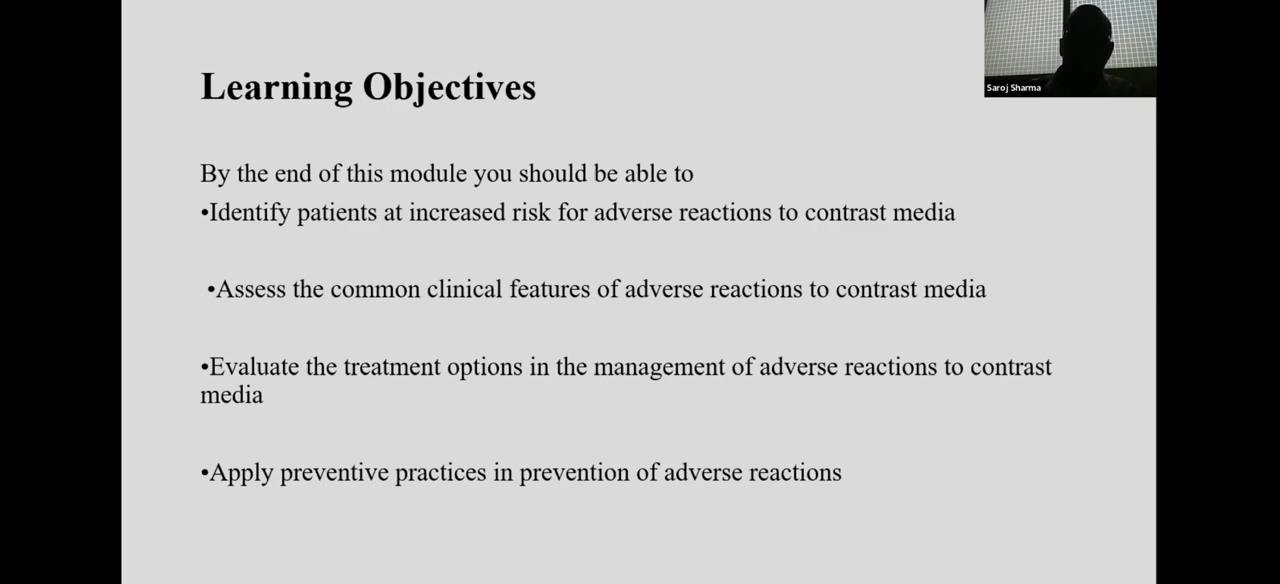 Saroj Sharma
Learning Objectives
By the end of this module you should be able to
•Identify patients at increased risk for adverse reactions to contrast media
•Assess the common clinical features of adverse reactions to contrast media
•Evaluate the treatment options in the management of adverse reactions to contrast
media
•Apply preventive practices in prevention of adverse reactions